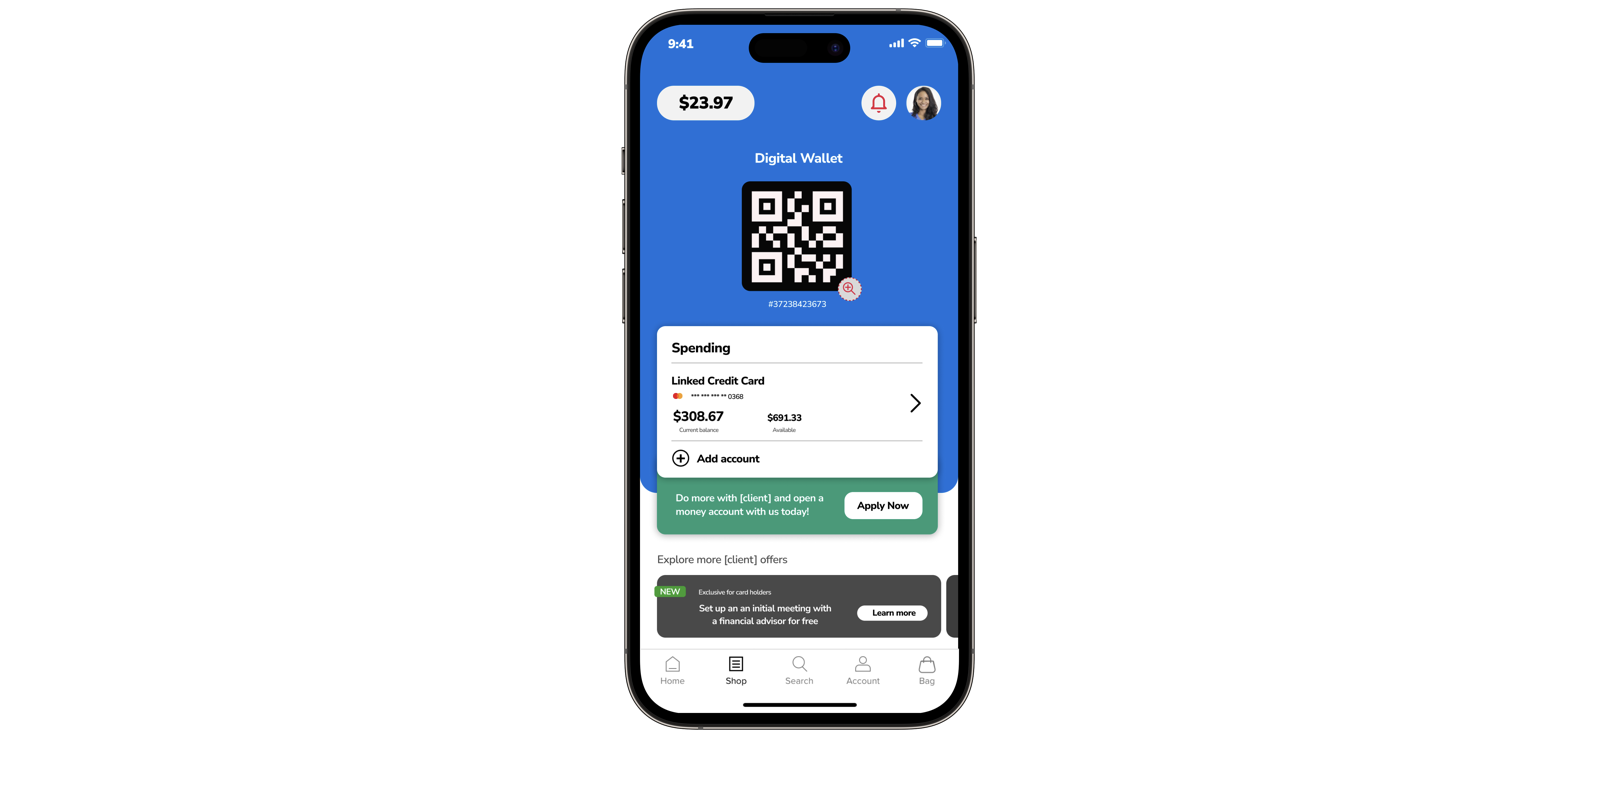 9:41
$23.97
Digital Wallet
#37238423673
Spending
Linked Credit Card
*** *** *** ** 0368
$308.67
$691.33
Current balance
Available
Add account
Do more with [client] and open a
money account with us today!
Apply Now
Explore more [client] offers
NEW
Exclusive for card holders
Set up an an initial meeting with
a financial advisor for free
Learn more
Home
Shop
Search
Account
Bag